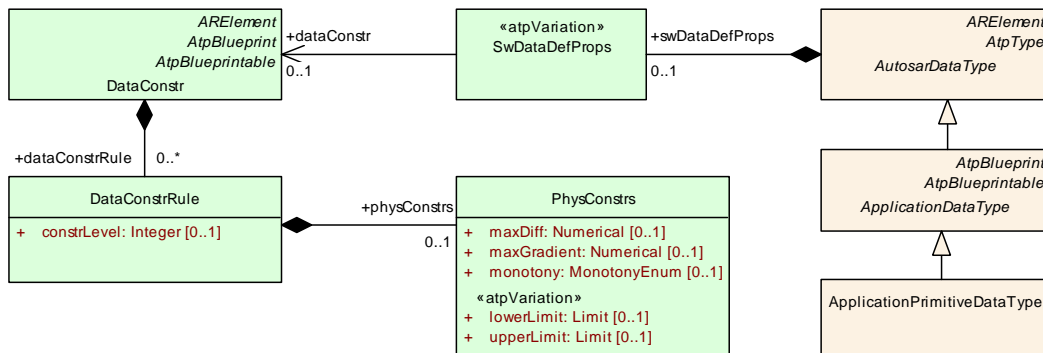 ARElement
AtpBlueprint
AtpBlueprintable
DataConstr
+dataConstr
0..1
«atpVariation»
SwDataDefProps
+swDataDefProps
0..1
ARElement
AtpType
AutosarDataType
+dataConstrRule
0..*
DataConstrRule
+ constrLevel: Integer [0..1]
+physConstrs
0..1
PhysConstrs
+ maxDiff: Numerical [0..1]
+ maxGradient: Numerical [0..1]
+ monotony: MonotonyEnum [0..1]
«atpVariation»
+ lowerLimit: Limit [0..1]
+ upperLimit: Limit [0..1]
AtpBlueprint
AtpBlueprintable
ApplicationDataType
ApplicationPrimitiveDataType